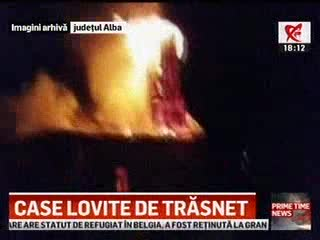 Imagini arhivă județul Alba
18:12
CASE LOVITE DE TRĂSNET
PRIME TIME
NEWS
ARE ARE STATUT DE REFUGIAT ÎN BELGIA, A FOST REȚINUTĂ LA GRAN